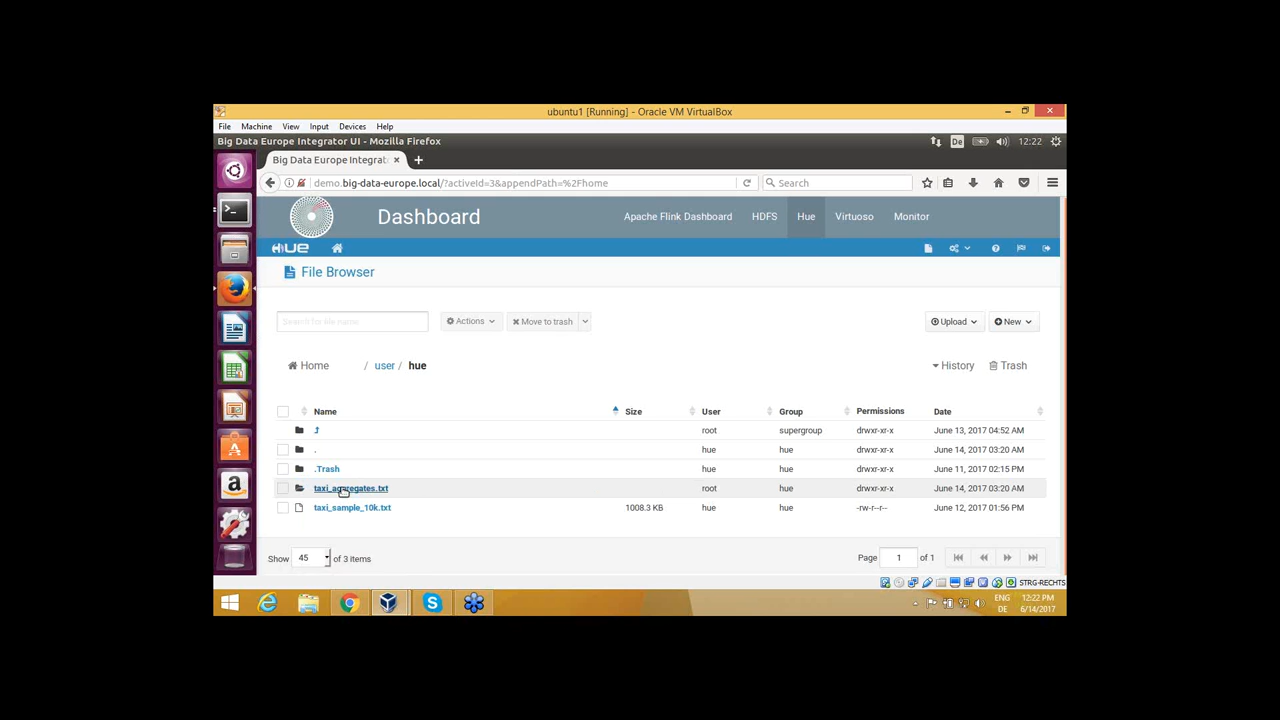 ubuntu1 [Running] - Oracle VM VirtualBox
File Machine View Input Devices Help
Big Data Europe Integrator UI - Mozilla Firefox
De 12:22
Big Data Europe Integrat
demo.big-data-europe.local/?activeId=3&appendPath=%2Fhome
Search
Dashboard
Apache Flink Dashboard HDFS Hue Virtuoso Monitor
HUE
File Browser
Search for file name
Actions
Move to trash
Upload
New
Home / user / hue
History
Trash
Name Size User Group Permissions Date
root supergroup drwxr-xr-x June 13, 2017 04:52 AM
. hue hue drwxr-xr-x June 14, 2017 03:20 AM
.Trash hue hue drwxr-xr-x June 11, 2017 02:15 PM
taxi_aggregates.txt root hue drwxr-xr-x June 14, 2017 03:20 AM
taxi_sample_10k.txt 1008.3 KB hue hue -rw-r--r-- June 12, 2017 01:56 PM
Show 45 of 3 items
Page 1 of 1
STRG-RECHTS
ENG 12:22 PM
DE 6/14/2017